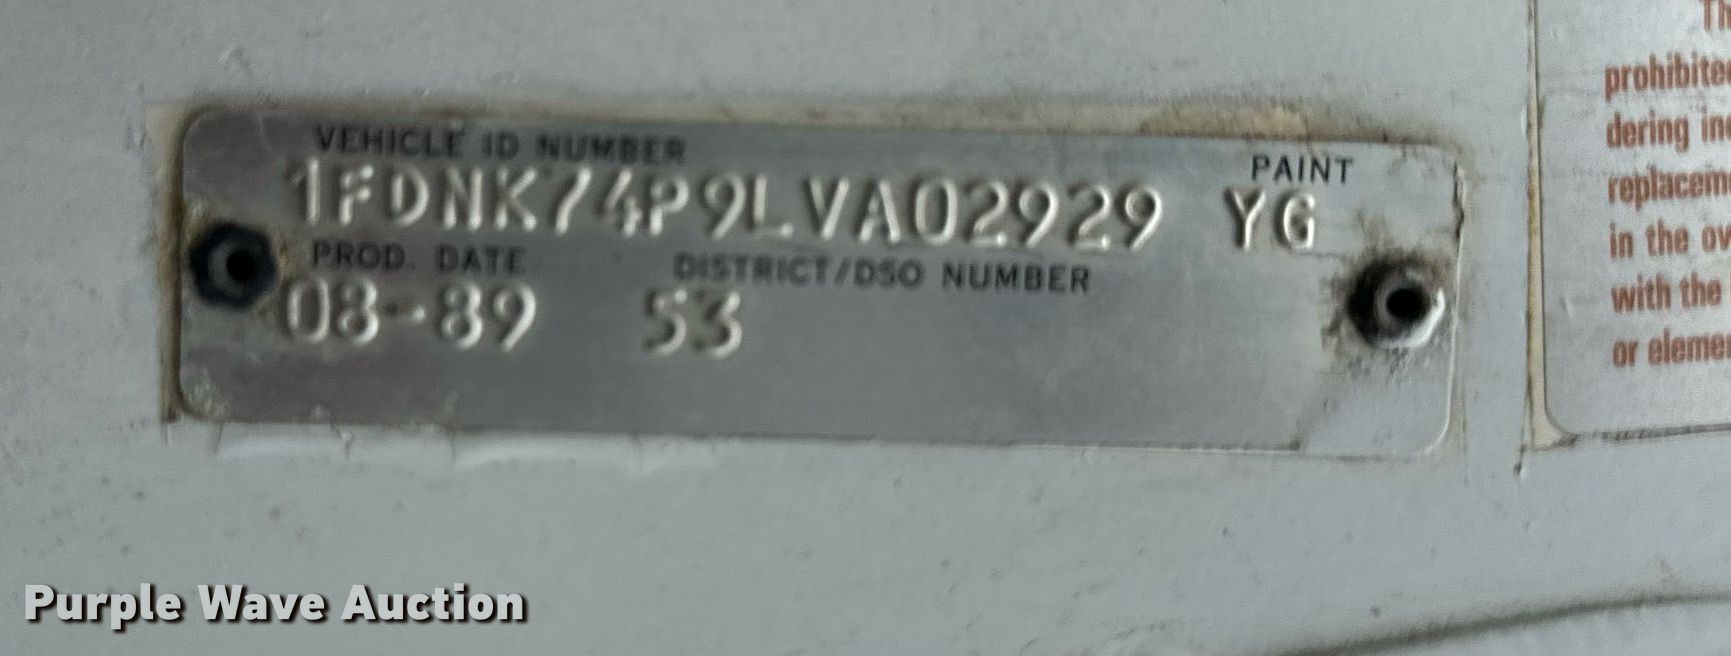 VEHICLE ID NUMBER
PAINT
1FDNK74P9LVA02929 YG
PROD. DATE
DISTRICT/DSO NUMBER
08-89 53
prohibite
dering in
replacem
in the ov
with the
or eleme
Purple Wave Auction